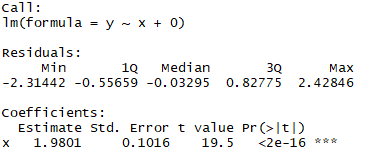 Call:
lm(formula = y ~ x + 0)
Residuals:
Min 1Q Median 3Q Max
-2.31442 -0.55659 -0.03295 0.82775 2.42846
Coefficients:
Estimate Std. Error t value Pr(>|t|)
x 1.9801 0.1016 19.5 <2e-16 ***